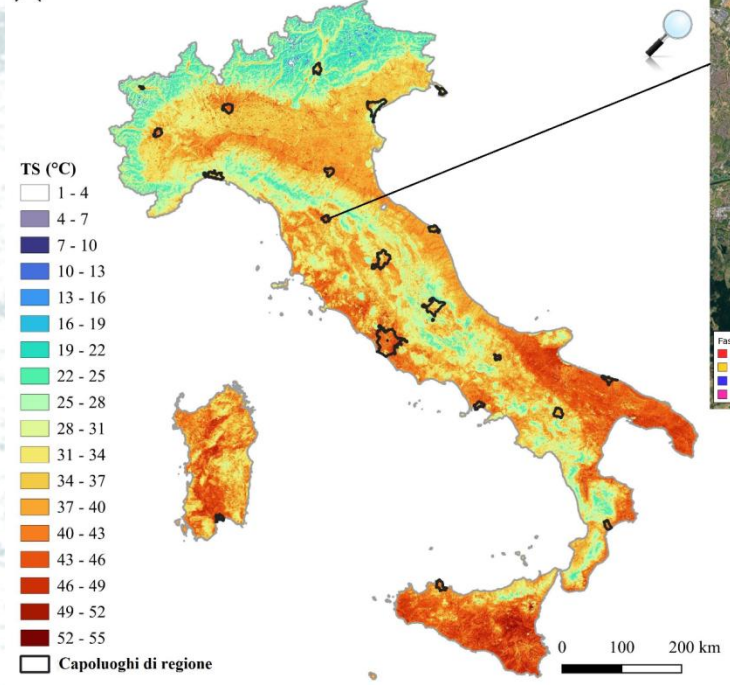 TS (°C)
1 - 4
4 - 7
7 - 10
10 - 13
13 - 16
16 - 19
19 - 22
22 - 25
25 - 28
28 - 31
31 - 34
34 - 37
37 - 40
40 - 43
43 - 46
46 - 49
49 - 52
52 - 55
Capoluoghi di regione
0 100 200 km